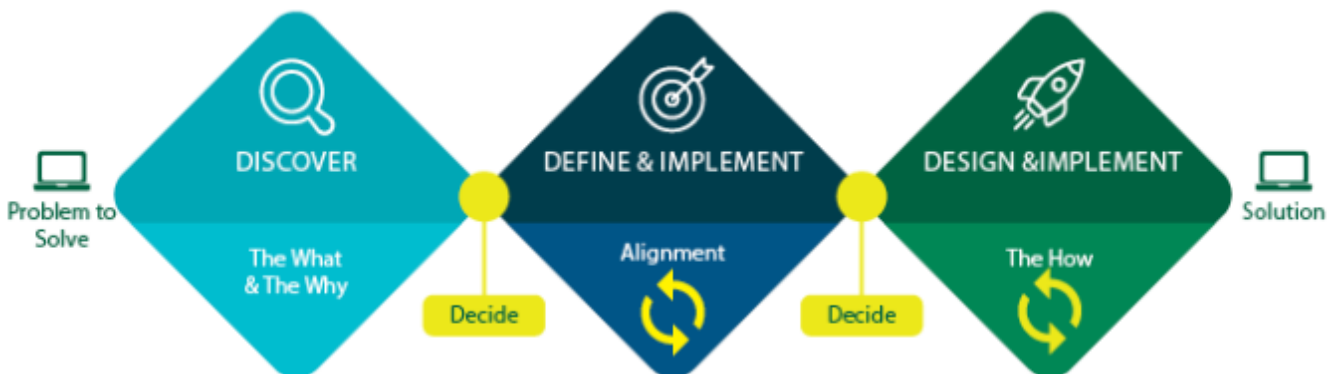 Problem to
Solve
DISCOVER
The What
& The Why
Decide
DEFINE & IMPLEMENT
Alignment
Decide
DESIGN &IMPLEMENT
The How
Solution